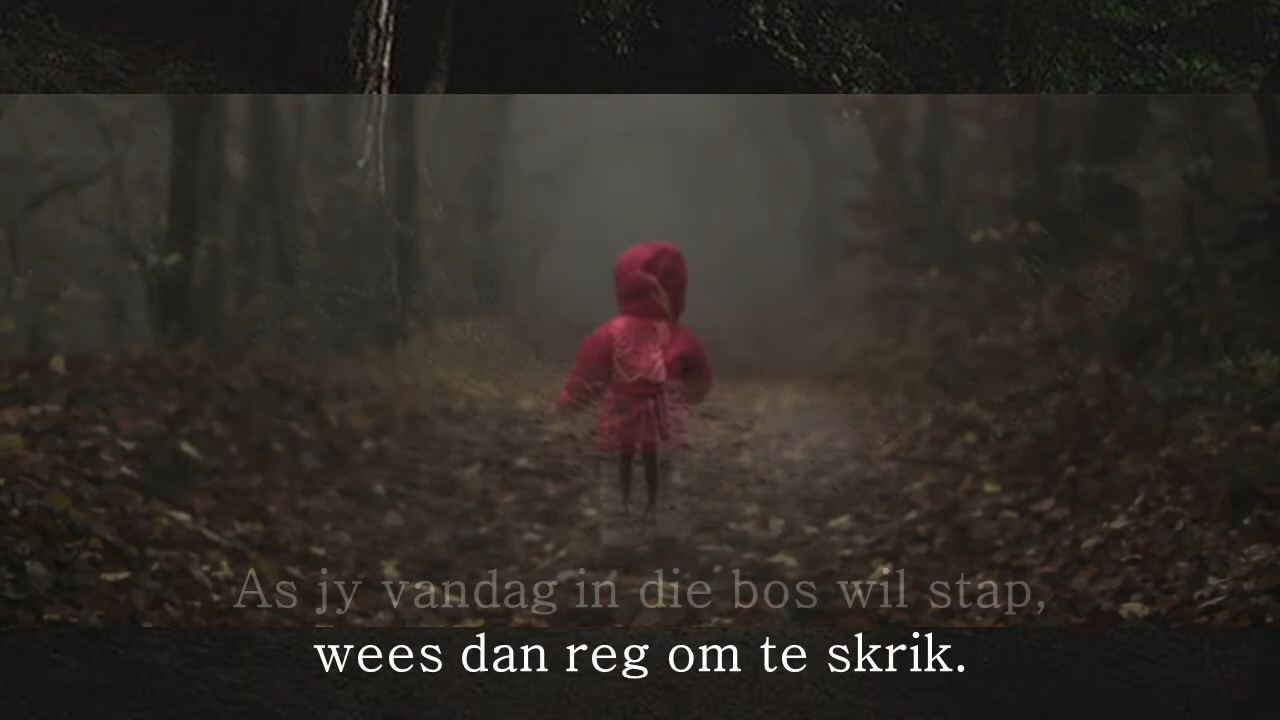 As jy vandag in die bos wil stap,
wees dan reg om te skrik.